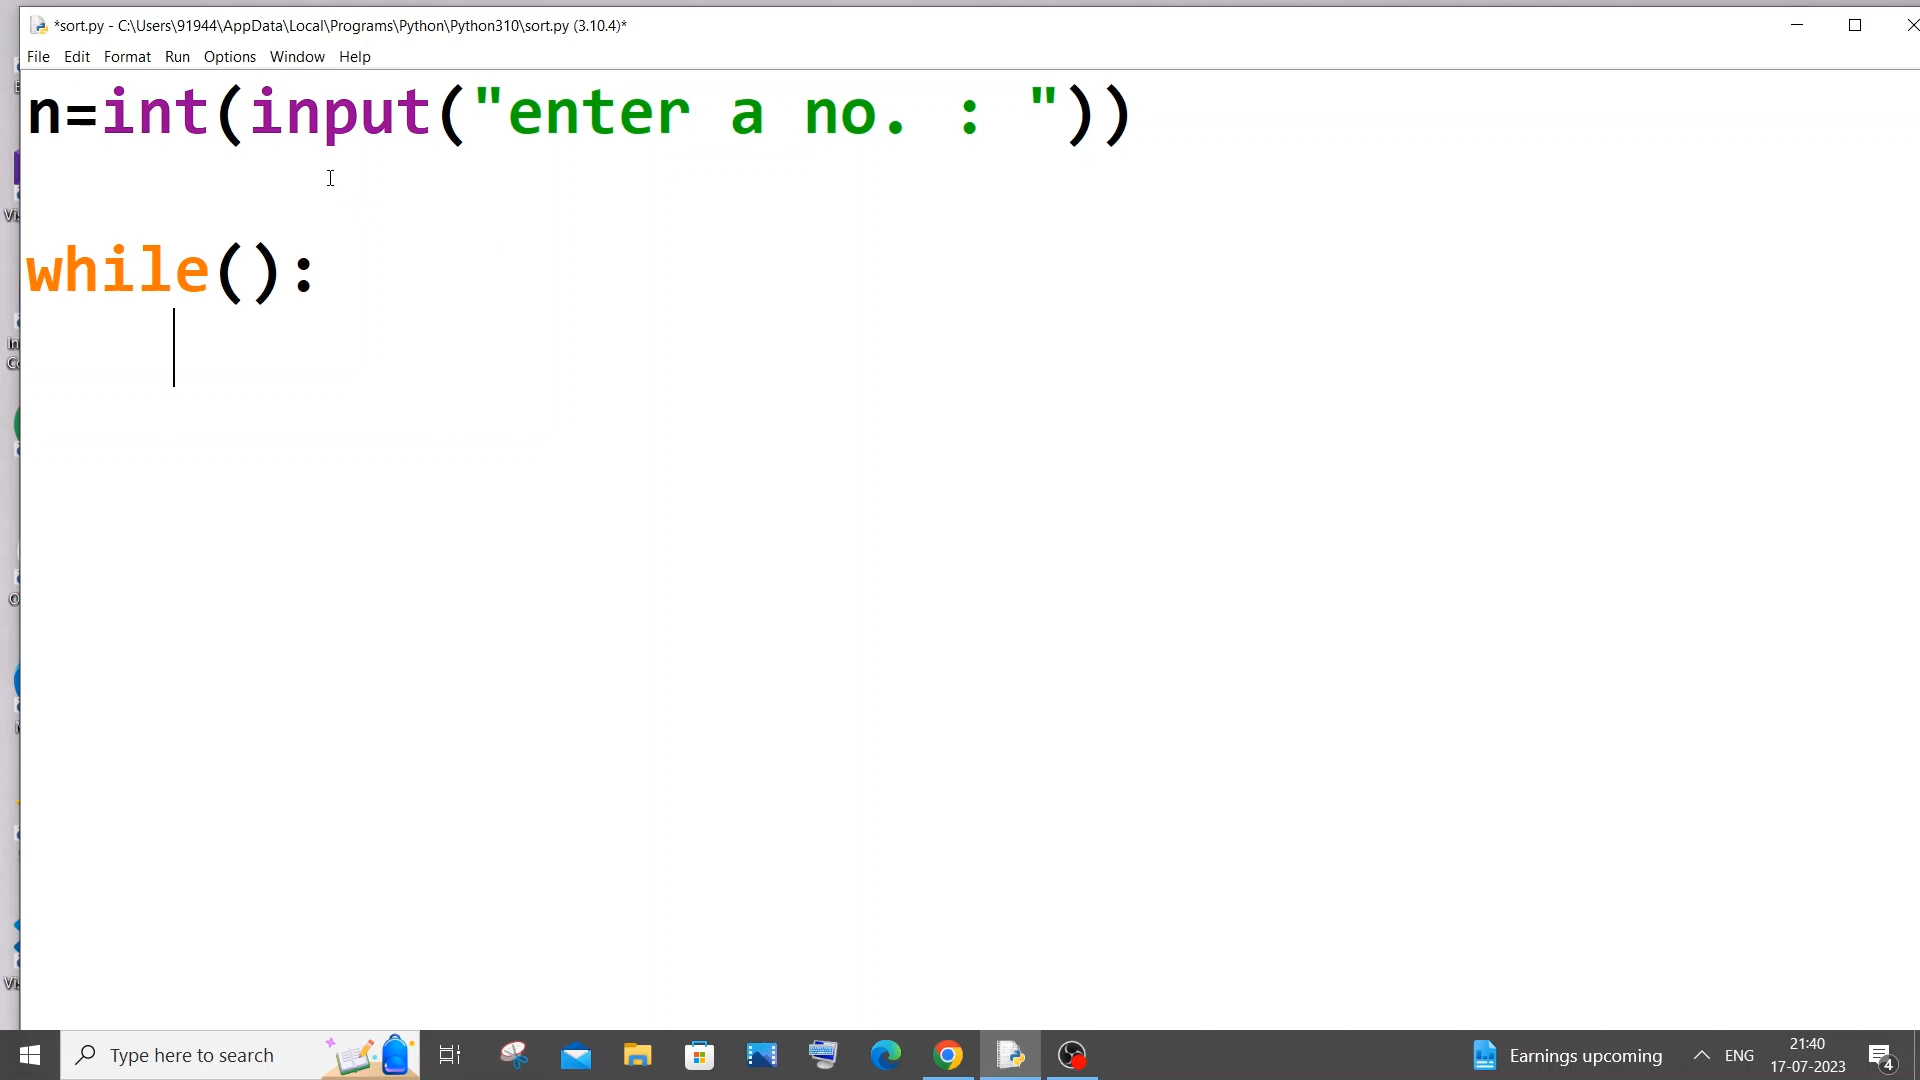 *sort.py - C:\Users\91944\AppData\Local\Programs\Python\Python310\sort.py (3.10.4)*
File Edit Format Run Options Window Help
n=int(input("enter a no. : "))
while():
Type here to search
Earnings upcoming
ENG
21:40
17-07-2023
4